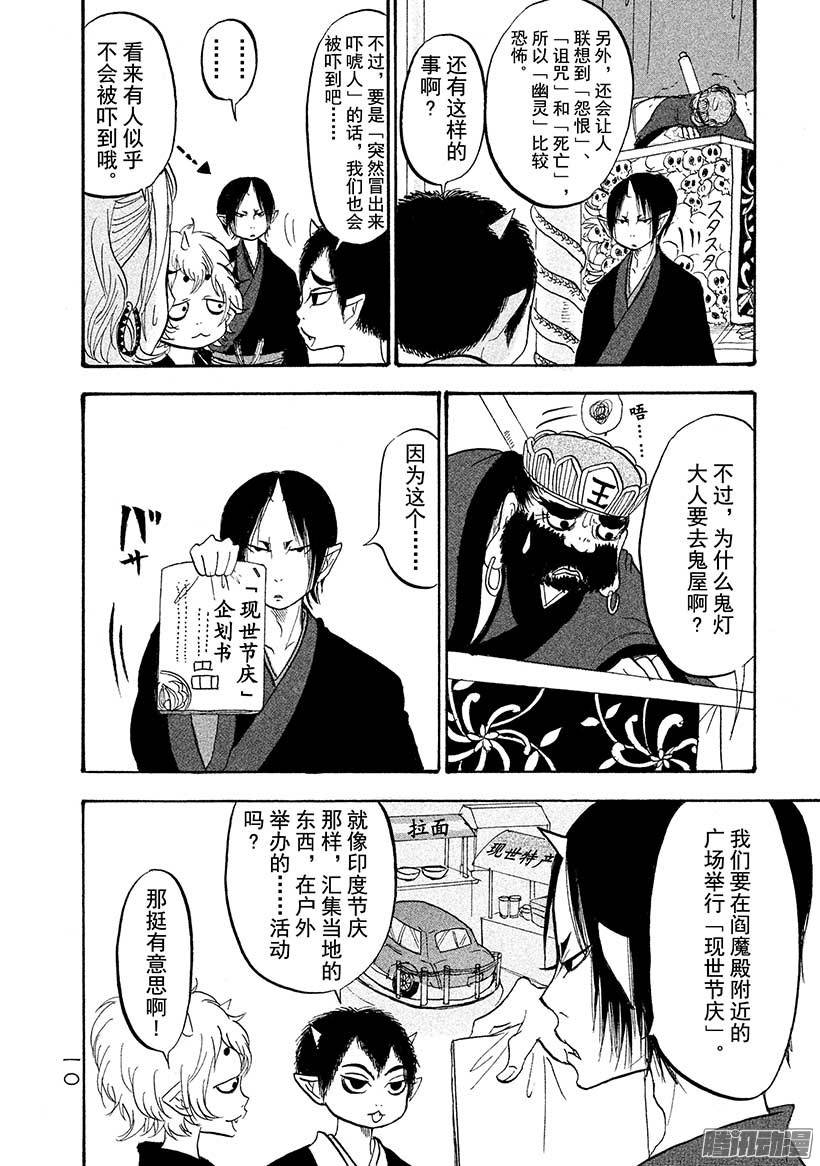 另外，还会让人
联想到「怨恨」、
「诅咒」和「死亡」，
所以「幽灵」比较
恐怖。
スタスタ
还有这样的
事啊？
不过，要是「突然冒出来
吓唬人」的话，我们也会
被吓到吧……
……
看来有人似乎
不会被吓到哦。
唔……
王
不过，为什么鬼灯
大人要去鬼屋啊？
因为这个……
バサ
「现世节庆」
企划书
我们要在阎魔殿附近的
广场举行「现世节庆」。
拉面
现世特产
就像印度节庆
那样，汇集当地的
东西，在户外
举办的……活动
吗？
那挺有
意思啊！
一〇
腾讯动漫